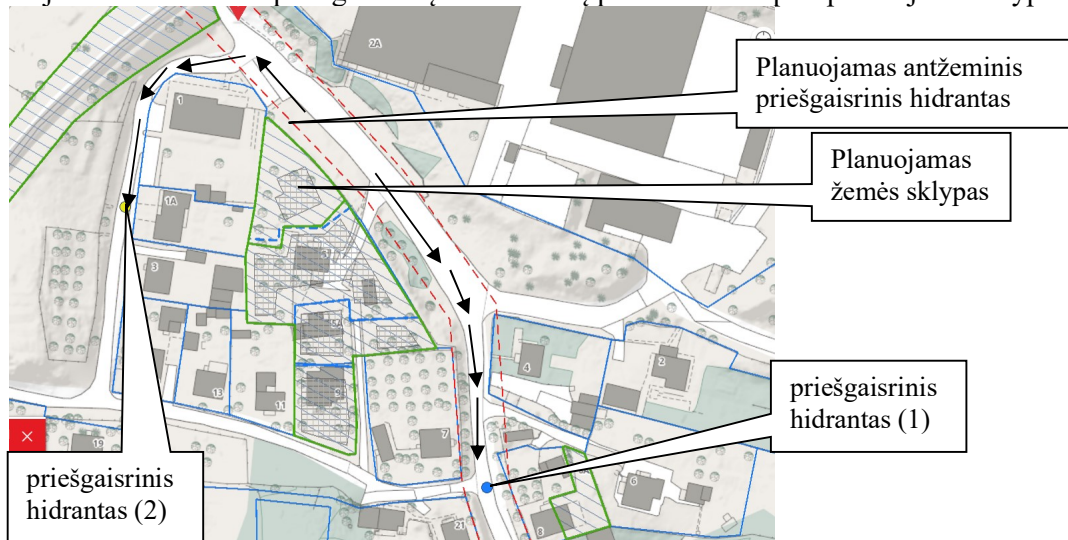 2A
Planuojamas antžeminis
priešgaisrinis hidrantas
1
Planuojamas
žemės sklypas
1A
3
5
4
2
13
11
7
19
priešgaisrinis
hidrantas (1)
priešgaisrinis
hidrantas (2)
6
21
8